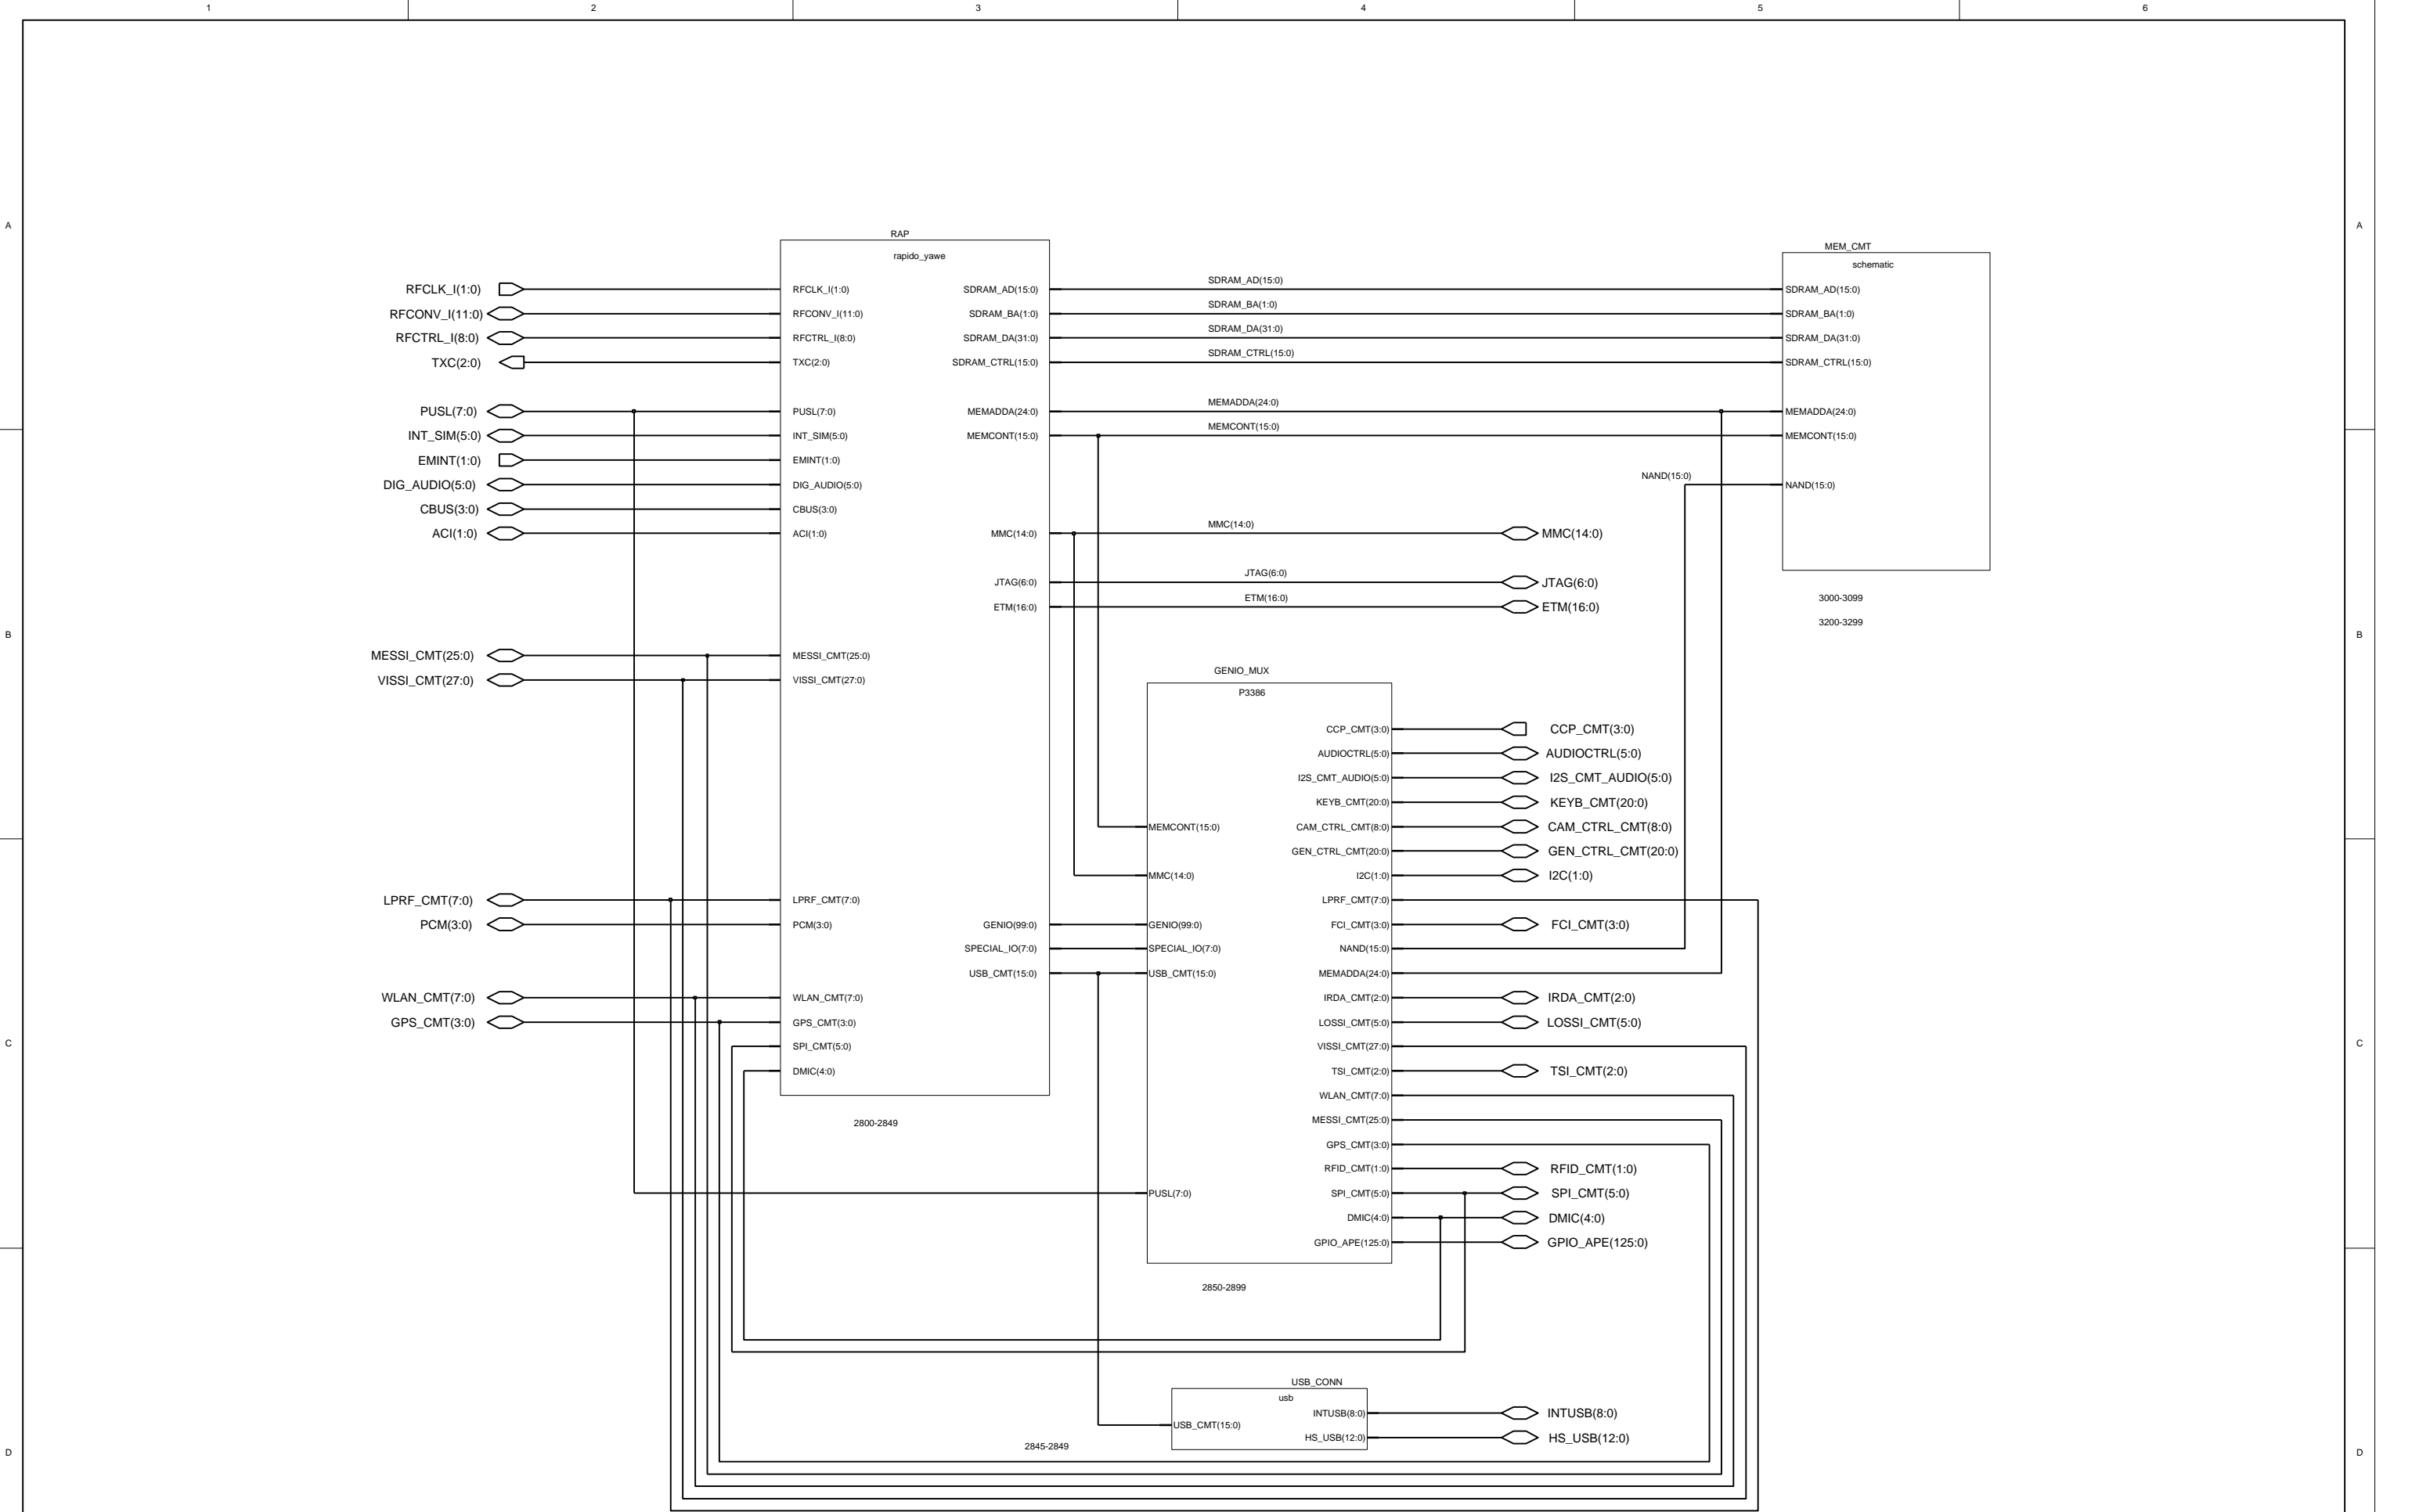 1 2 3 4 5 6
A A
RAP
rapido_yawe
MEM_CMT
schematic
RFCLK_I(1:0) RFCLK_I(1:0) SDRAM_AD(15:0) SDRAM_AD(15:0) SDRAM_AD(15:0)
RFCONV_I(11:0) RFCONV_I(11:0) SDRAM_BA(1:0) SDRAM_BA(1:0) SDRAM_BA(1:0)
RFCTRL_I(8:0) RFCTRL_I(8:0) SDRAM_DA(31:0) SDRAM_DA(31:0) SDRAM_DA(31:0)
TXC(2:0) TXC(2:0) SDRAM_CTRL(15:0) SDRAM_CTRL(15:0) SDRAM_CTRL(15:0)
PUSL(7:0) PUSL(7:0) MEMADDA(24:0) MEMADDA(24:0) MEMADDA(24:0)
INT_SIM(5:0) INT_SIM(5:0) MEMCONT(15:0) MEMCONT(15:0) MEMCONT(15:0)
EMINT(1:0) EMINT(1:0)
DIG_AUDIO(5:0) DIG_AUDIO(5:0) NAND(15:0) NAND(15:0)
CBUS(3:0) CBUS(3:0)
ACI(1:0) ACI(1:0) MMC(14:0) MMC(14:0) MMC(14:0)
JTAG(6:0) JTAG(6:0) JTAG(6:0)
ETM(16:0) ETM(16:0) ETM(16:0)
3000-3099
3200-3299
B B
MESSI_CMT(25:0) MESSI_CMT(25:0)
VISSI_CMT(27:0) VISSI_CMT(27:0)
GENIO_MUX
P3386
CCP_CMT(3:0) CCP_CMT(3:0)
AUDIOCTRL(5:0) AUDIOCTRL(5:0)
I2S_CMT_AUDIO(5:0) I2S_CMT_AUDIO(5:0)
KEYB_CMT(20:0) KEYB_CMT(20:0)
MEMCONT(15:0) CAM_CTRL_CMT(8:0) CAM_CTRL_CMT(8:0)
GEN_CTRL_CMT(20:0) GEN_CTRL_CMT(20:0)
MMC(14:0) I2C(1:0) I2C(1:0)
LPRF_CMT(7:0) LPRF_CMT(7:0) LPRF_CMT(7:0)
PCM(3:0) PCM(3:0) GENIO(99:0) GENIO(99:0) FCI_CMT(3:0) FCI_CMT(3:0)
SPECIAL_IO(7:0) SPECIAL_IO(7:0) NAND(15:0)
USB_CMT(15:0) USB_CMT(15:0) MEMADDA(24:0)
WLAN_CMT(7:0) WLAN_CMT(7:0) IRDA_CMT(2:0) IRDA_CMT(2:0)
GPS_CMT(3:0) GPS_CMT(3:0) LOSSI_CMT(5:0) LOSSI_CMT(5:0)
C SPI_CMT(5:0) VISSI_CMT(27:0) C
DMIC(4:0) TSI_CMT(2:0) TSI_CMT(2:0)
WLAN_CMT(7:0)
2800-2849 MESSI_CMT(25:0)
GPS_CMT(3:0)
RFID_CMT(1:0) RFID_CMT(1:0)
PUSL(7:0) SPI_CMT(5:0) SPI_CMT(5:0)
DMIC(4:0) DMIC(4:0)
GPIO_APE(125:0) GPIO_APE(125:0)
2850-2899
USB_CONN
usb
INTUSB(8:0) INTUSB(8:0)
USB_CMT(15:0)
HS_USB(12:0) HS_USB(12:0)
2845-2849
D D